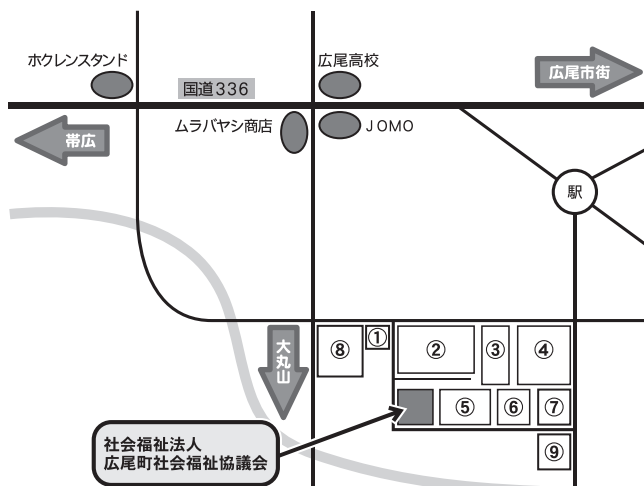 ホクレンスタンド
広尾高校
広尾市街
国道336
ムラバヤシ商店
JOMO
帯広
駅
大丸山
⑧
①
②
③
④
⑤
⑥
⑦
⑨
社会福祉法人
広尾町社会福祉協議会